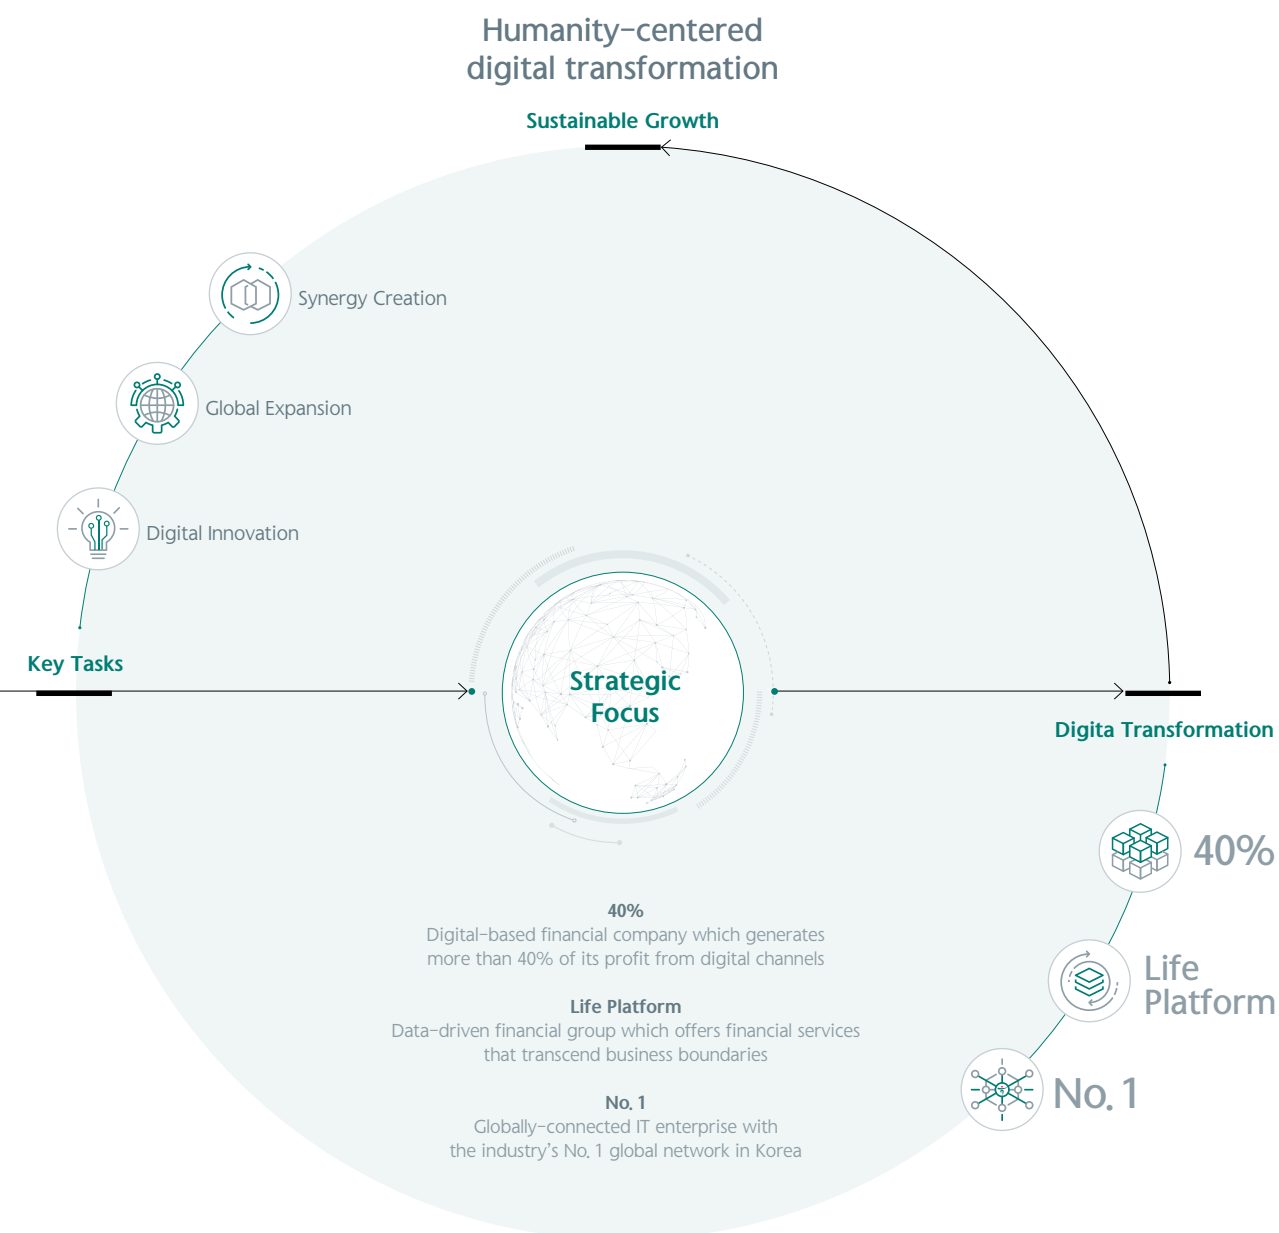 Humanity-centered
digital transformation
Sustainable Growth
Synergy Creation
Global Expansion
Digital Innovation
Key Tasks
Strategic
Focus
Digita Transformation
40%
Life
Platform
No. 1
40%
Digital-based financial company which generates
more than 40% of its profit from digital channels
Life Platform
Data-driven financial group which offers financial services
that transcend business boundaries
No. 1
Globally-connected IT enterprise with
the industry's No. 1 global network in Korea